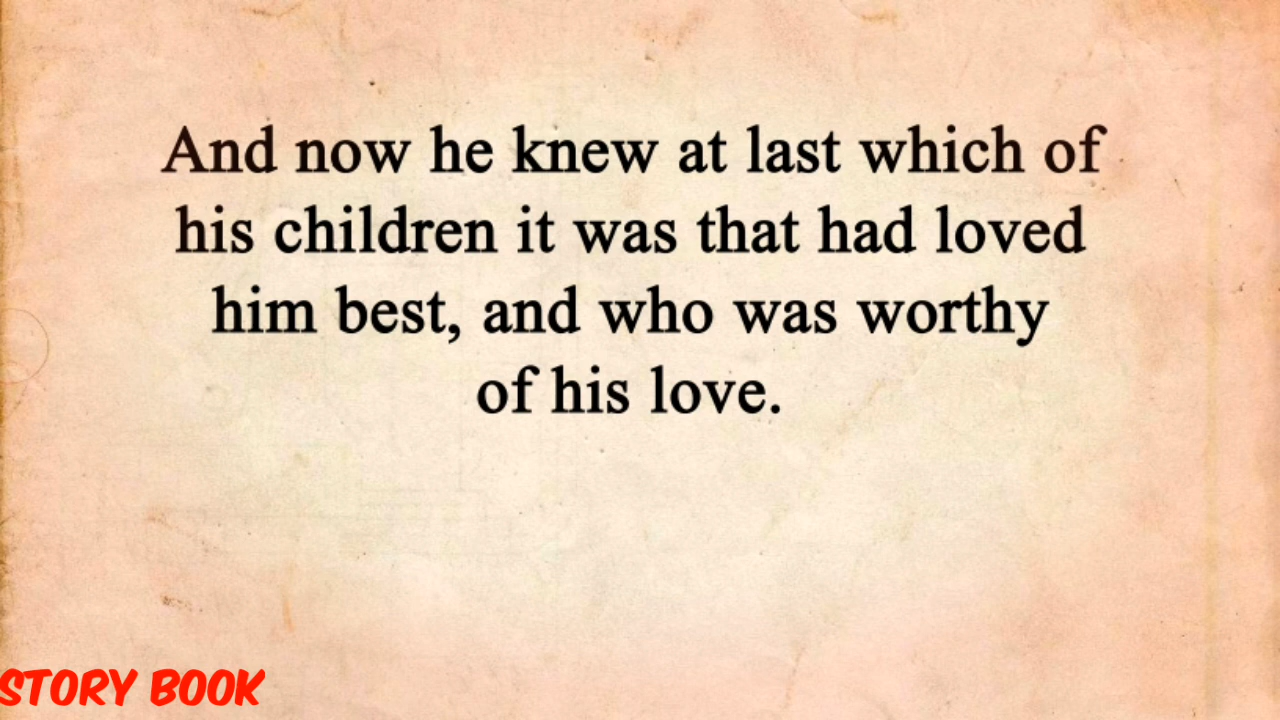 And now he knew at last which of
his children it was that had loved
him best, and who was worthy
of his love.
STORY BOOK